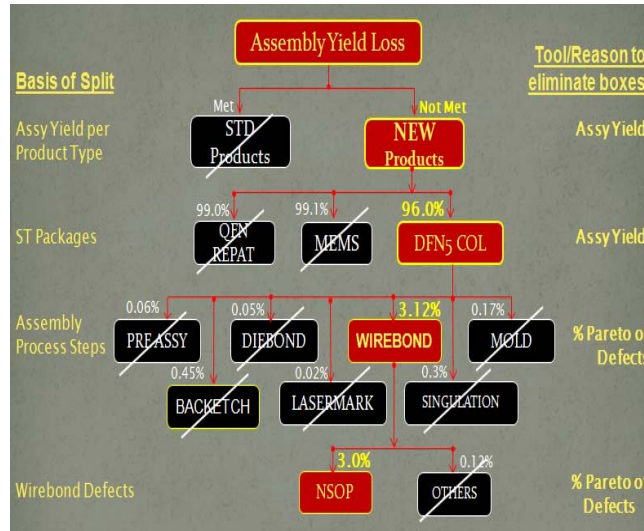 Assembly Yield Loss
Basis of Split
Tool/Reason to
eliminate boxes
Met
Not Met
Assy Yield per
Product Type
STD
Products
NEW
Products
Assy Yield
99.0%
99.1%
96.0%
ST Packages
QFN
REPAT
MEMS
DFN5 COL
Assy Yield
0.06%
0.05%
3.12%
0.17%
Assembly
Process Steps
PRE ASSY
DIEBOND
WIREBOND
MOLD
% Pareto o
Defects
0.45%
0.02%
0.3%
BACKETCH
LASERMARK
SINGULATION
3.0%
0.12%
Wirebond Defects
NSOP
OTHERS
% Pareto o
Defects